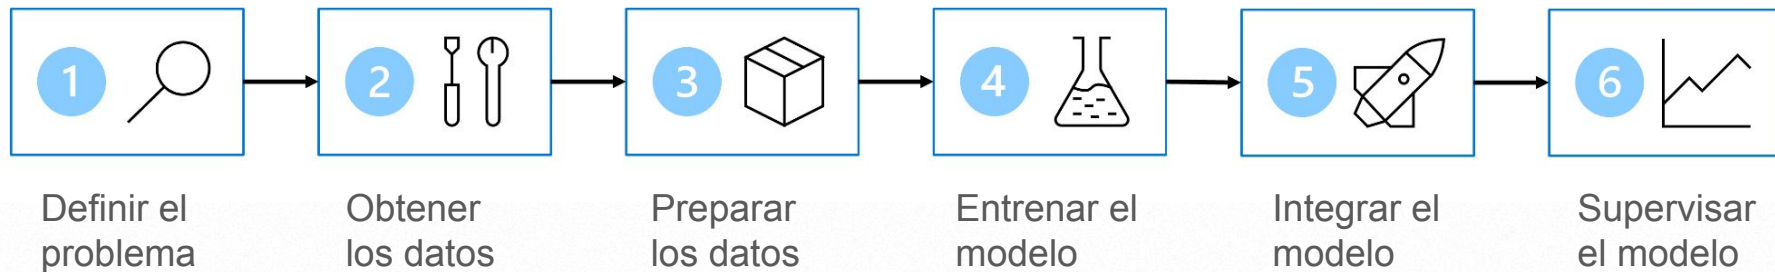 1
2
3
4
5
6
Definir el
problema
Obtener
los datos
Preparar
los datos
Entrenar el
modelo
Integrar el
modelo
Supervisar
el modelo